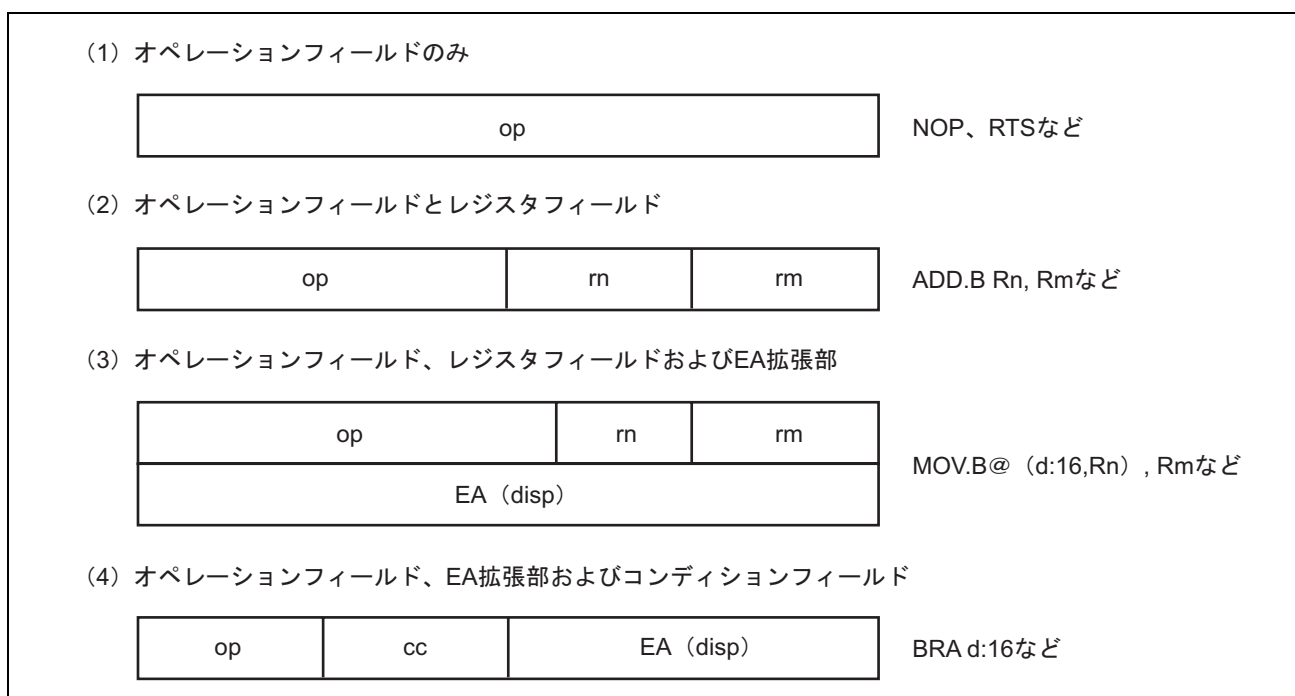 (1) オペレーションフィールドのみ
op
NOP、RTSなど
(2) オペレーションフィールドとレジスタフィールド
op rn rm
ADD.B Rn, Rmなど
(3) オペレーションフィールド、レジスタフィールドおよびEA拡張部
op rn rm
EA(disp)
MOV.B@(d:16,Rn), Rmなど
(4) オペレーションフィールド、EA拡張部およびコンディションフィールド
op cc EA(disp)
BRA d:16など